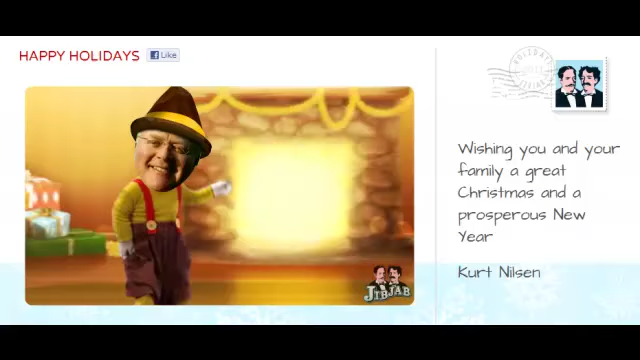 HAPPY HOLIDAYS
Like
JIBJAB
Wishing you and your
family a great
Christmas and a
prosperous New
Year
Kurt Nilsen